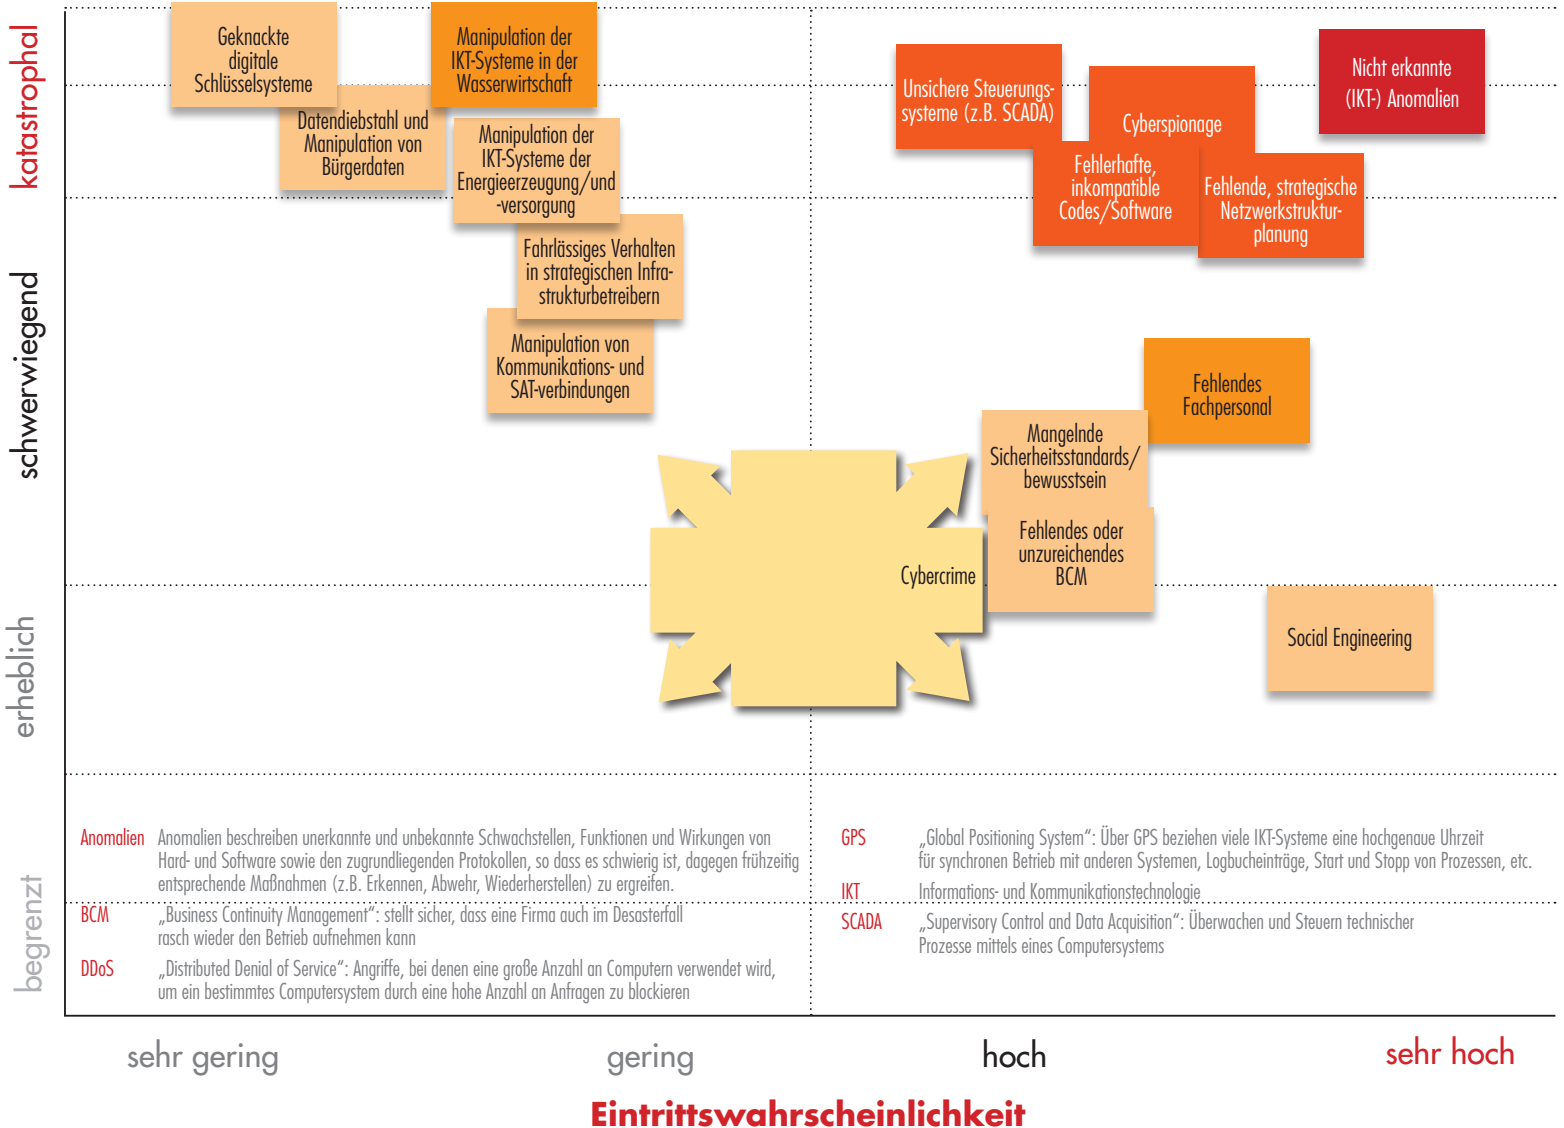 katastrophal
schwerwiegend
erheblich
begrenzt
Geknackte
digitale
Schlüsselsysteme
Manipulation der
IKT-Systeme in der
Wasserwirtschaft
Datendiebstahl und
Manipulation von
Bürgerdaten
Manipulation der
IKT-Systeme der
Energieerzeugung/und
-versorgung
Fahrlässiges Verhalten
in strategischen Infra-
strukturbetreibern
Manipulation von
Kommunikations- und
SAT-verbindungen
Unsichere Steuerungs-
systeme (z.B. SCADA)
Cyberspionage
Nicht erkannte
(IKT-) Anomalien
Fehlerhafte,
inkompatible
Codes/Software
Fehlende, strategische
Netzwerkstruktur-
planung
Fehlendes
Fachpersonal
Mangelnde
Sicherheitsstandards/
bewusstsein
Fehlendes oder
unzureichendes
BCM
Cybercrime
Social Engineering
Anomalien Anomalien beschreiben unerkannte und unbekannte Schwachstellen, Funktionen und Wirkungen von
Hard- und Software sowie den zugrundliegenden Protokollen, so dass es schwierig ist, dagegen frühzeitig
entsprechende Maßnahmen (z.B. Erkennen, Abwehr, Wiederherstellen) zu ergreifen.
BCM „Business Continuity Management“: stellt sicher, dass eine Firma auch im Desasterfall
rasch wieder den Betrieb aufnehmen kann
DDoS „Distributed Denial of Service“: Angriffe, bei denen eine große Anzahl an Computern verwendet wird,
um ein bestimmtes Computersystem durch eine hohe Anzahl an Anfragen zu blockieren
GPS „Global Positioning System“: Über GPS beziehen viele IKT-Systeme eine hochgenaue Uhrzeit
für synchronen Betrieb mit anderen Systemen, Logbucheinträge, Start und Stopp von Prozessen, etc.
IKT Informations- und Kommunikationstechnologie
SCADA „Supervisory Control and Data Acquisition“: Überwachen und Steuern technischer
Prozesse mittels eines Computersystems
sehr gering
gering
hoch
sehr hoch
Eintrittswahrscheinlichkeit